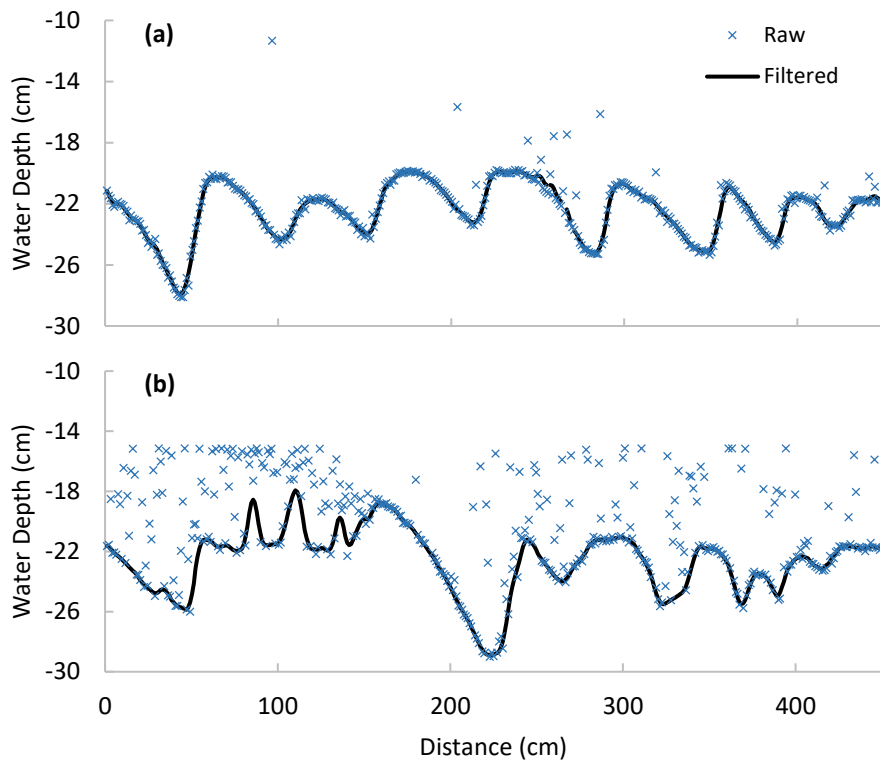 -10
(a)
Raw
Filtered
-14
-18
-22
-26
-30
Water Depth (cm)
-10
(b)
-14
-18
-22
-26
-30
Water Depth (cm)
0
100
200
300
400
Distance (cm)